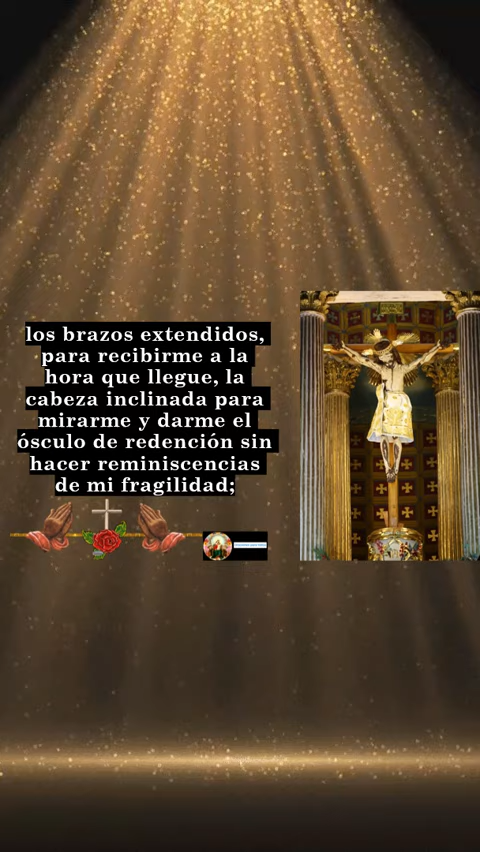 los brazos extendidos,
para recibirme a la
hora que llegue, la
cabeza inclinada para
mirarme y darme el
ósculo de redención sin
hacer reminiscencias
de mi fragilidad;